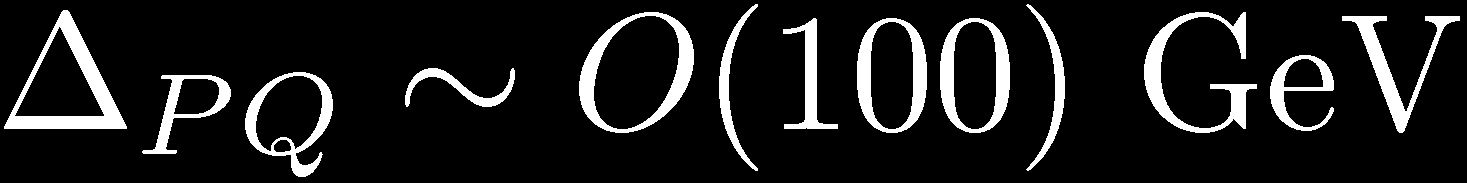 Δ_{PQ} ∼ O(100) GeV